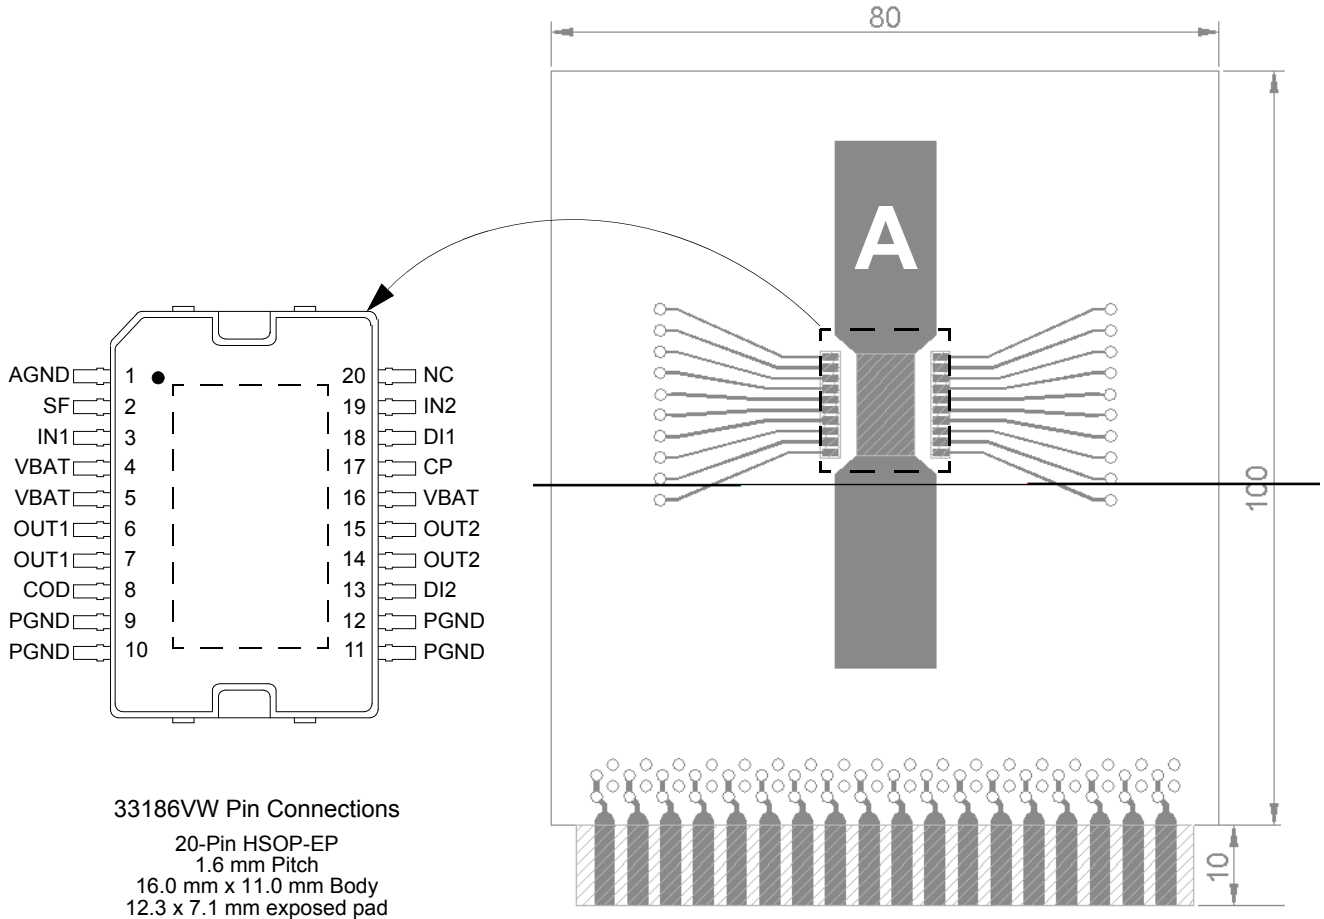 80
A
100
10
AGND 1
SF 2
IN1 3
VBAT 4
VBAT 5
OUT1 6
OUT1 7
COD 8
PGND 9
PGND 10
20 NC
19 IN2
18 DI1
17 CP
16 VBAT
15 OUT2
14 OUT2
13 DI2
12 PGND
11 PGND
33186VW Pin Connections
20-Pin HSOP-EP
1.6 mm Pitch
16.0 mm x 11.0 mm Body
12.3 x 7.1 mm exposed pad